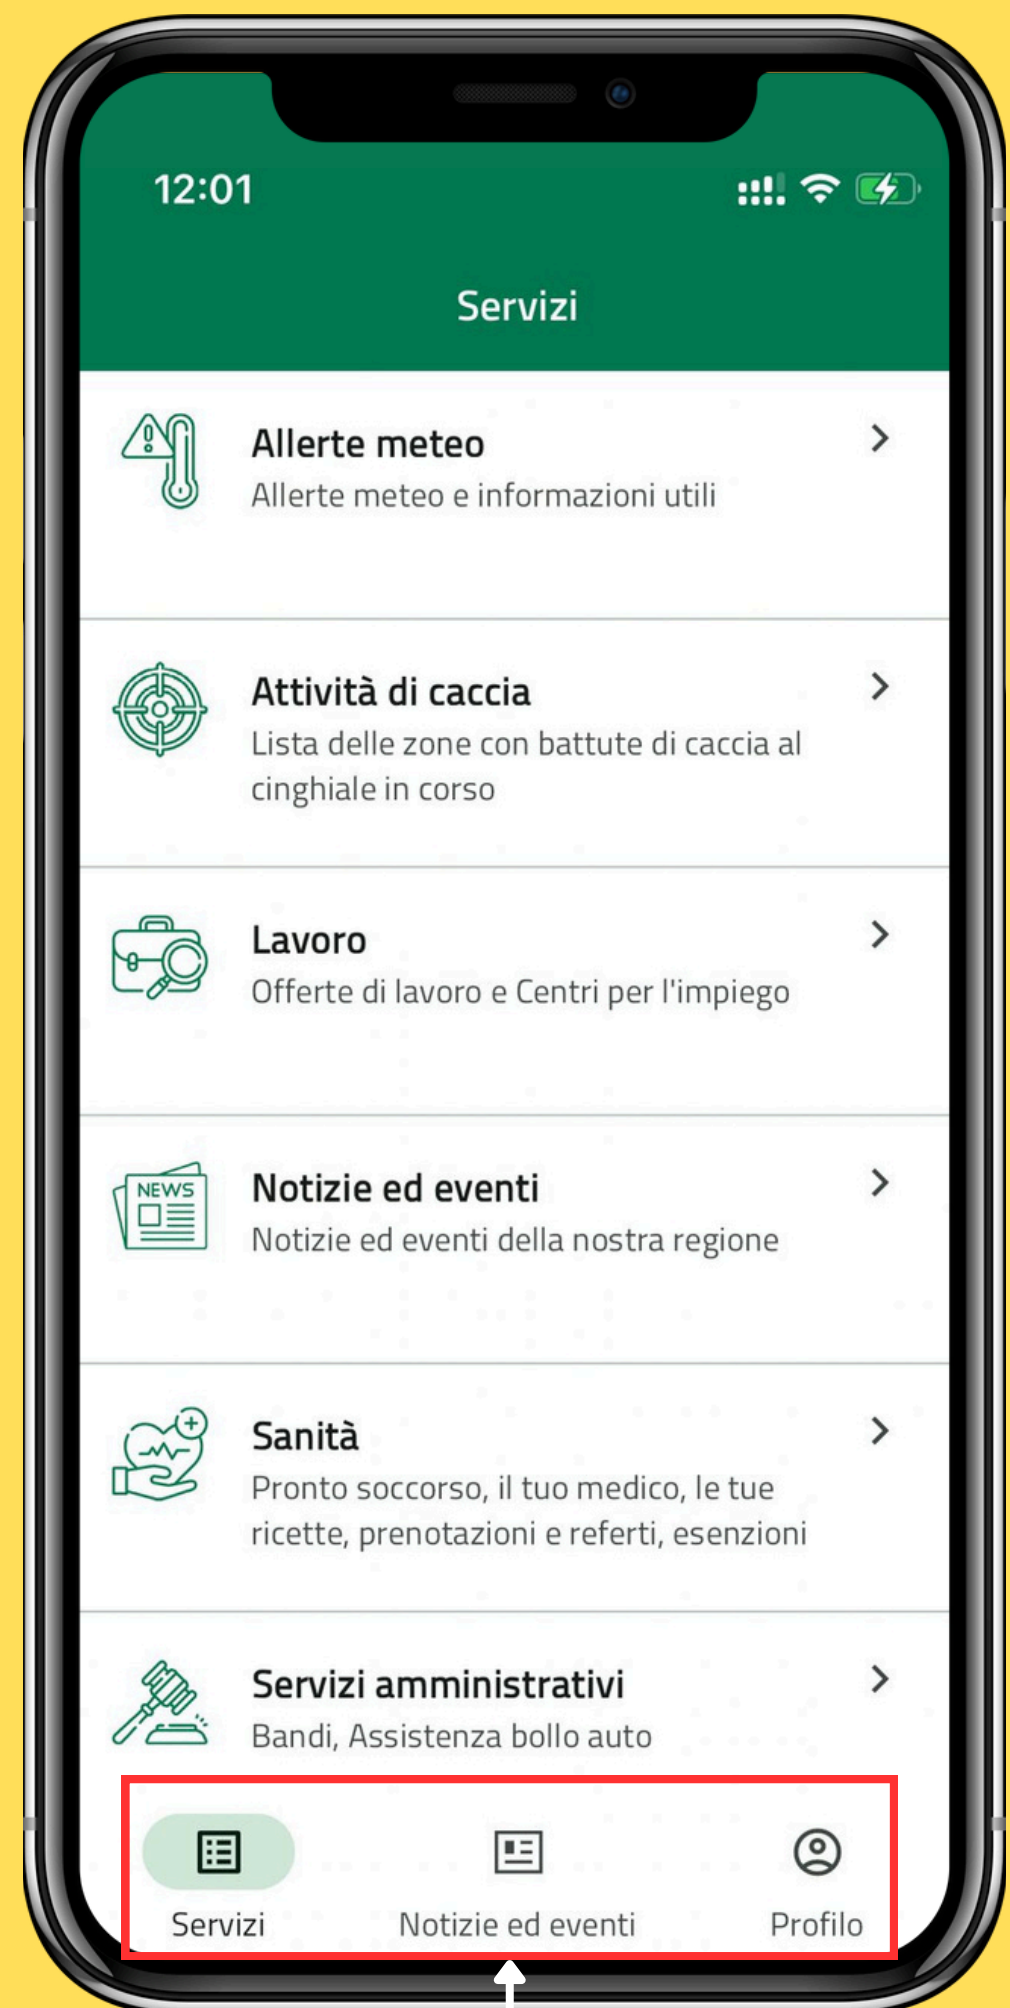 12:01
Servizi
Allerte meteo
Allerte meteo e informazioni utili
Attività di caccia
Lista delle zone con battute di caccia al
cinghiale in corso
Lavoro
Offerte di lavoro e Centri per l'impiego
NEWS
Notizie ed eventi
Notizie ed eventi della nostra regione
Sanità
Pronto soccorso, il tuo medico, le tue
ricette, prenotazioni e referti, esenzioni
Servizi amministrativi
Bandi, Assistenza bollo auto
Servizi
Notizie ed eventi
Profilo